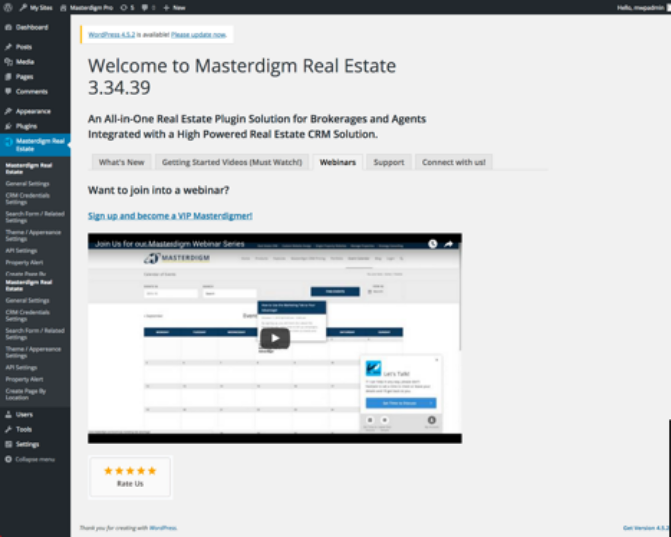 My Sites
Masterdigm Pro
5
0
+ New
Hello, mwpadmin
Dashboard
Posts
Media
Pages
Comments
Appearance
Plugins
Masterdigm Real
Estate
Masterdigm Real
Estate
General Settings
CRM Credentials
Settings
Search Form / Related
Settings
Theme / Appereance
Settings
API Settings
Property Alert
Create Page By
Masterdigm Real
Estate
General Settings
CRM Credentials
Settings
Search Form / Related
Settings
Theme / Appereance
Settings
API Settings
Property Alert
Create Page By
Location
Users
Tools
Settings
Collapse menu
WordPress 4.5.2 is available! Please update now.
Welcome to Masterdigm Real Estate
3.34.39
An All-in-One Real Estate Plugin Solution for Brokerages and Agents
Integrated with a High Powered Real Estate CRM Solution.
What's New
Getting Started Videos (Must Watch!)
Webinars
Support
Connect with us!
Want to join into a webinar?
Sign up and become a VIP Masterdigmer!
Join Us for our Masterdigm Webinar Series
MASTERDIGM
Let's Talk!
Rate Us
Thank you for creating with WordPress.
Get Version 4.5.2